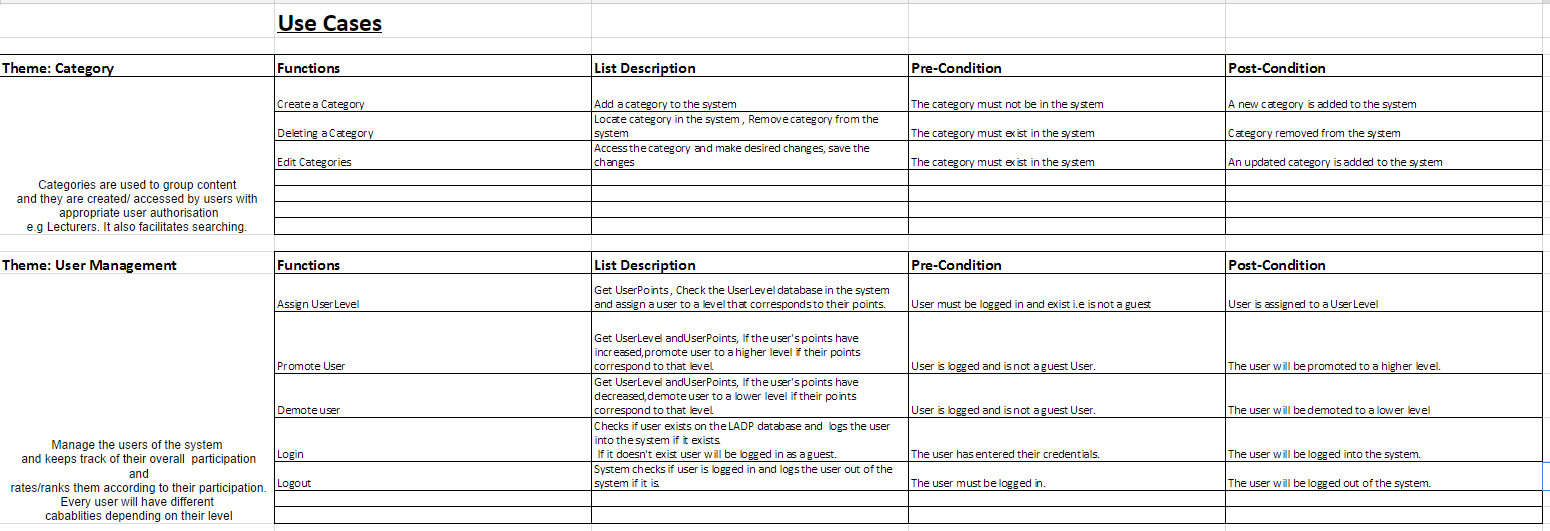 Use Cases
Theme: Category
Functions
List Description
Pre-Condition
Post-Condition
Create a Category
Add a category to the system
The category must not be in the system
A new category is added to the system
Deleting a Category
Locate category in the system , Remove category from the
system
The category must exist in the system
Category removed from the system
Edit Categories
Access the category and make desired changes, save the
changes
The category must exist in the system
An updated category is added to the system
Categories are used to group content
and they are created/ accessed by users with
appropriate user authorisation
e.g Lecturers. It also facilitates searching.
Theme: User Management
Functions
List Description
Pre-Condition
Post-Condition
Assign UserLevel
Get UserPoints , Check the UserLevel database in the system
and assign a user to a level that corresponds to their points.
User must be logged in and exist i.e is not a guest
User is assigned to a UserLevel
Promote User
Get UserLevel andUserPoints, If the user's points have
increased,promote user to a higher level if their points
correspond to that level.
User is logged and is not a guest User.
The user will be promoted to a higher level.
Demote user
Get UserLevel andUserPoints, If the user's points have
decreased,demote user to a lower level if their points
correspond to that level.
User is logged and is not a guest User.
The user will be demoted to a lower level
Login
Checks if user exists on the LADP database and logs the user
into the system if it exists.
If it doesn't exist user will be logged in as a guest.
The user has entered their credentials.
The user will be logged into the system.
Logout
System checks if user is logged in and logs the user out of the
system if it is.
The user must be logged in.
The user will be logged out of the system.
Manage the users of the system
and keeps track of their overall participation
and
rates/ranks them according to their participation.
Every user will have different
cabablities depending on their level